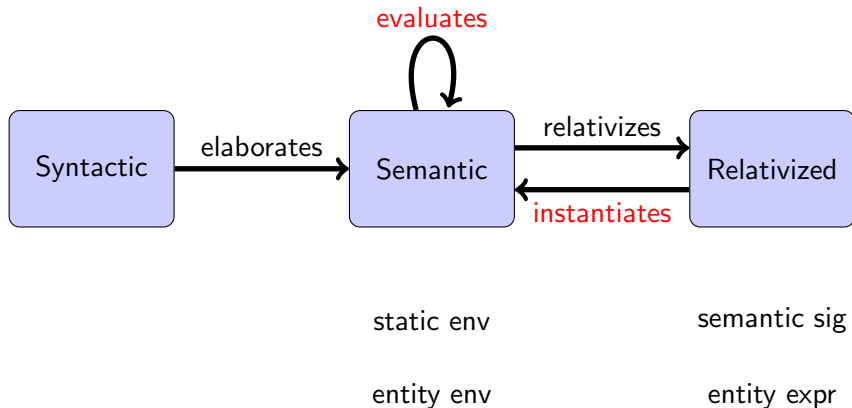 evaluates
Syntactic
elaborates
Semantic
relativizes
instantiates
Relativized
static env
semantic sig
entity env
entity expr